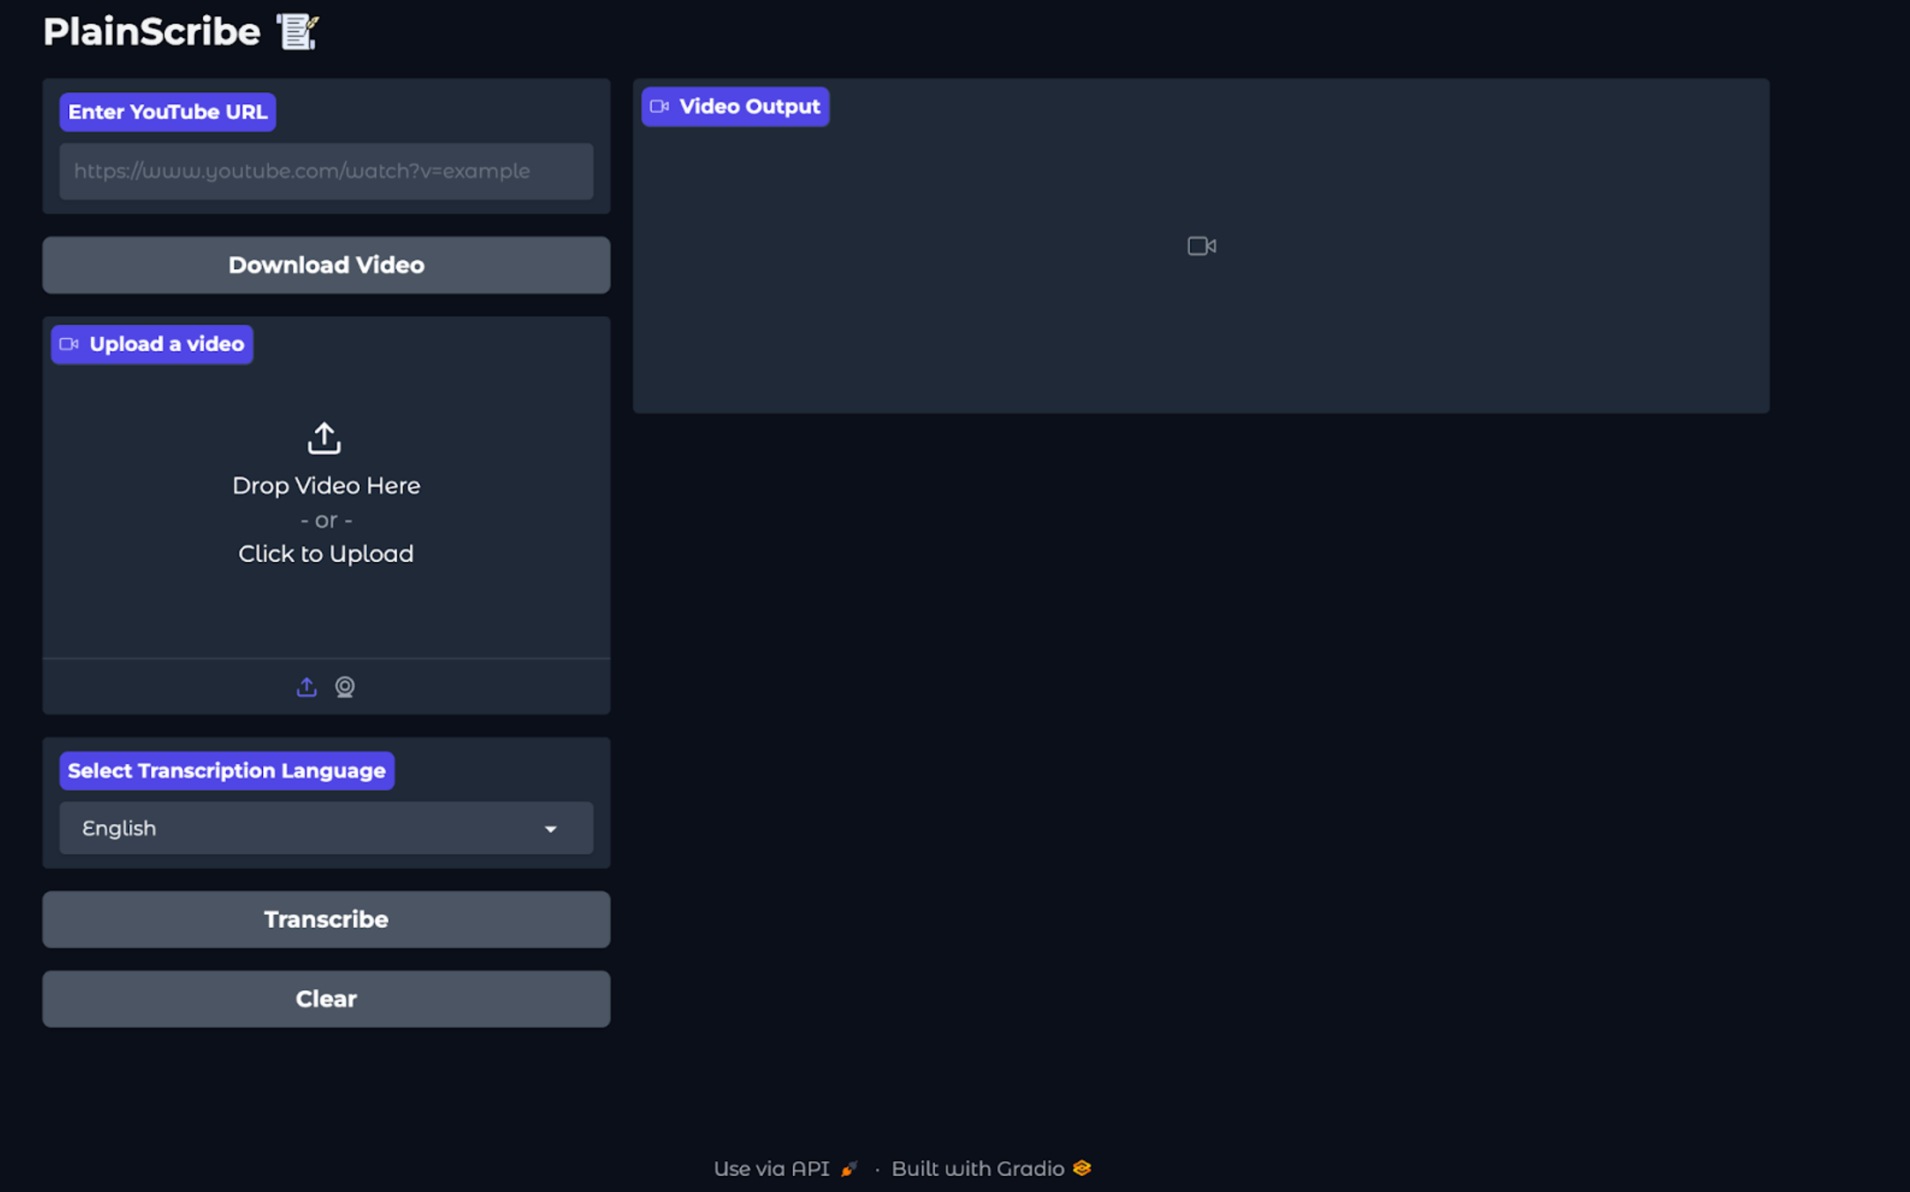 PlainScribe
Enter YouTube URL
https://www.youtube.com/watch?v=example
Download Video
Upload a video
Drop Video Here
- or -
Click to Upload
Select Transcription Language
English
Transcribe
Clear
Video Output
Use via API · Built with Gradio